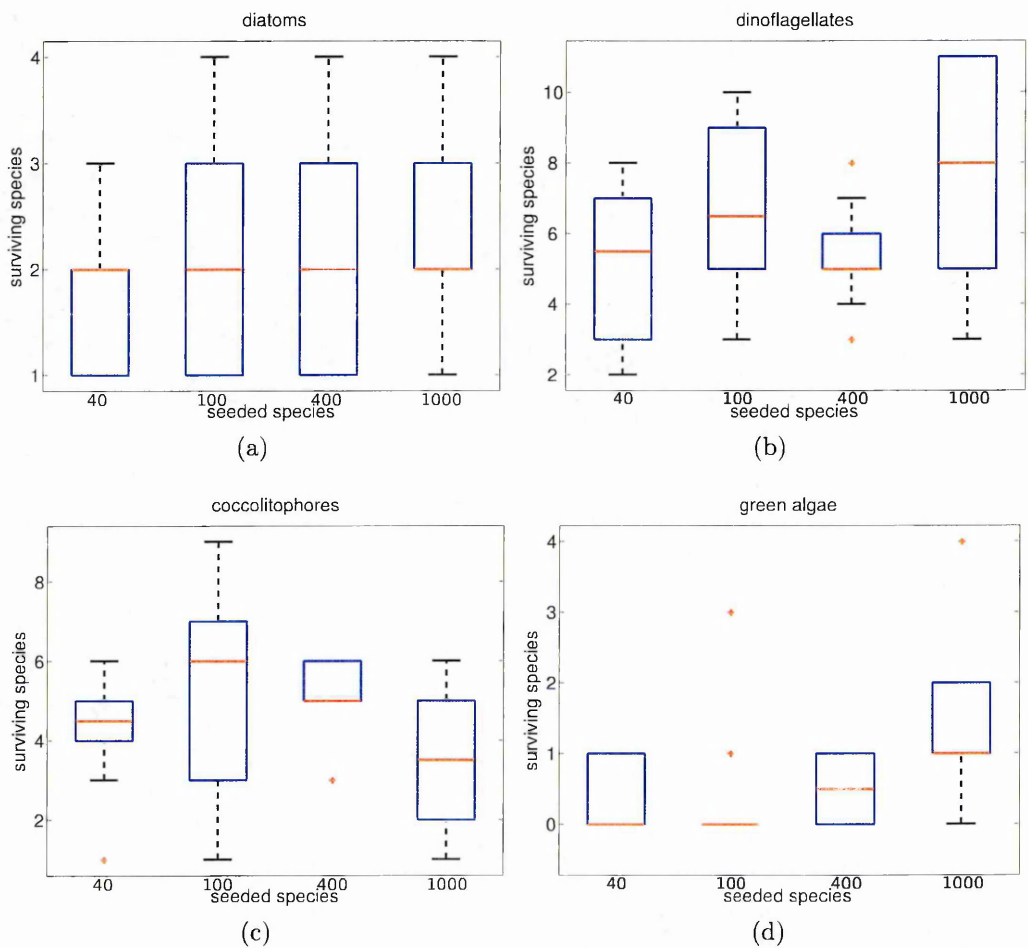 diatoms
surviving species
4
3
2
1
40 100 400 1000
seeded species
(a)
dinoflagellates
surviving species
10
8
6
4
2
40 100 400 1000
seeded species
(b)
coccolitophores
surviving species
8
6
4
2
40 100 400 1000
seeded species
(c)
green algae
surviving species
4
3
2
1
0
40 100 400 1000
seeded species
(d)